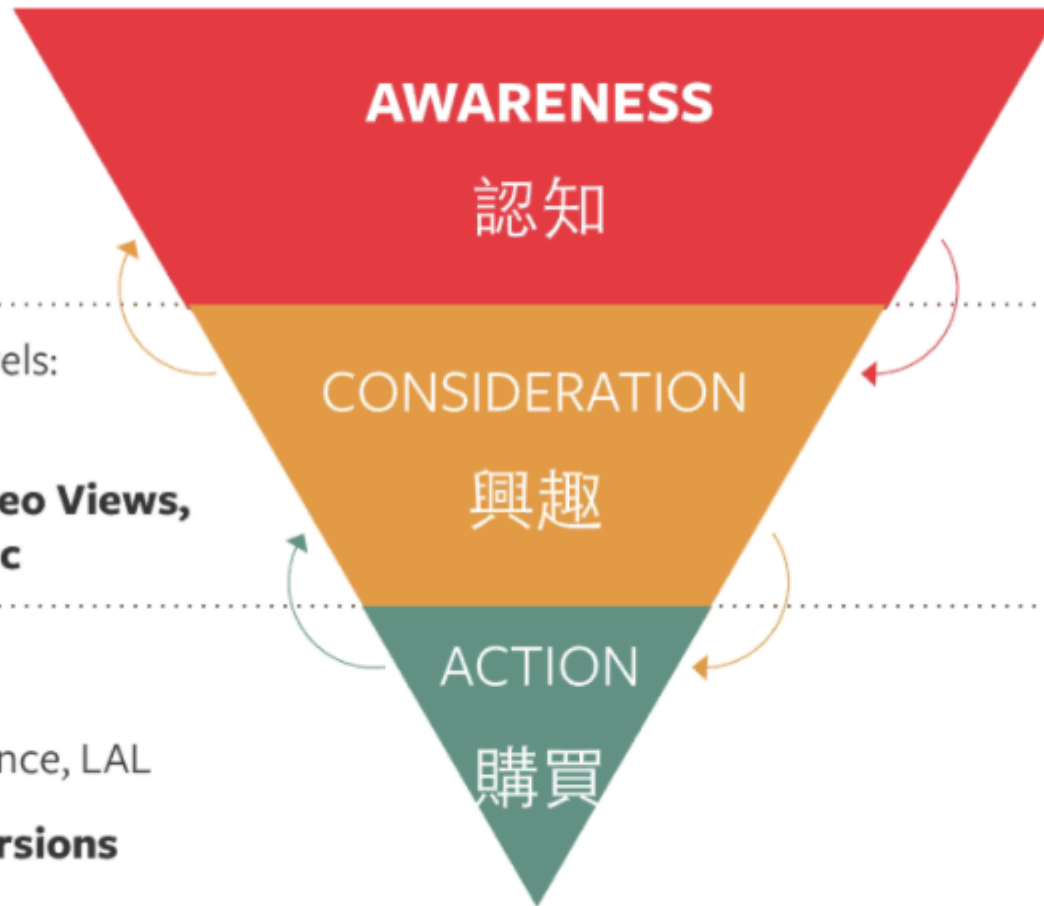 AWARENESS
認知
els:
CONSIDERATION
興趣
eo Views,
c
ACTION
nce, LAL
購買
rsions